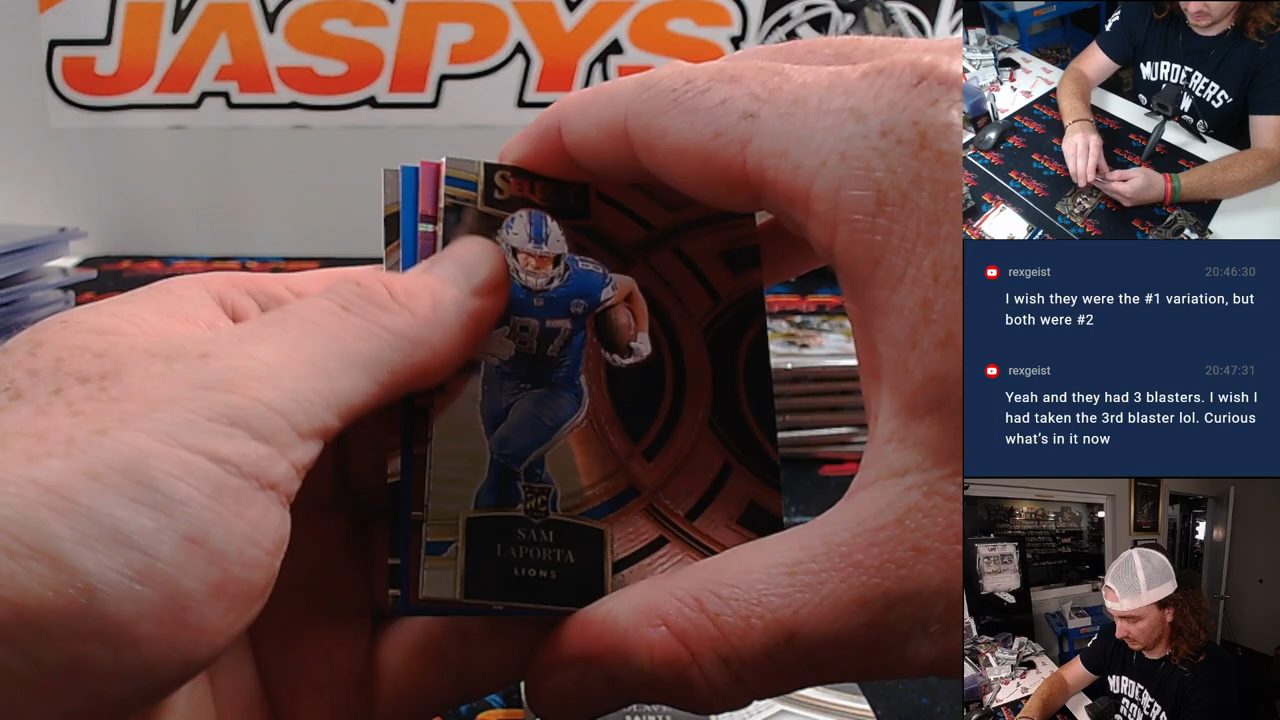 JASPYS
SELECT
87
RC
SAM
LAPORTA
LIONS
SAINTS
MURDERERS'
rexgeist
20:46:30
I wish they were the #1 variation, but
both were #2
rexgeist
20:47:31
Yeah and they had 3 blasters. I wish I
had taken the 3rd blaster lol. Curious
what's in it now